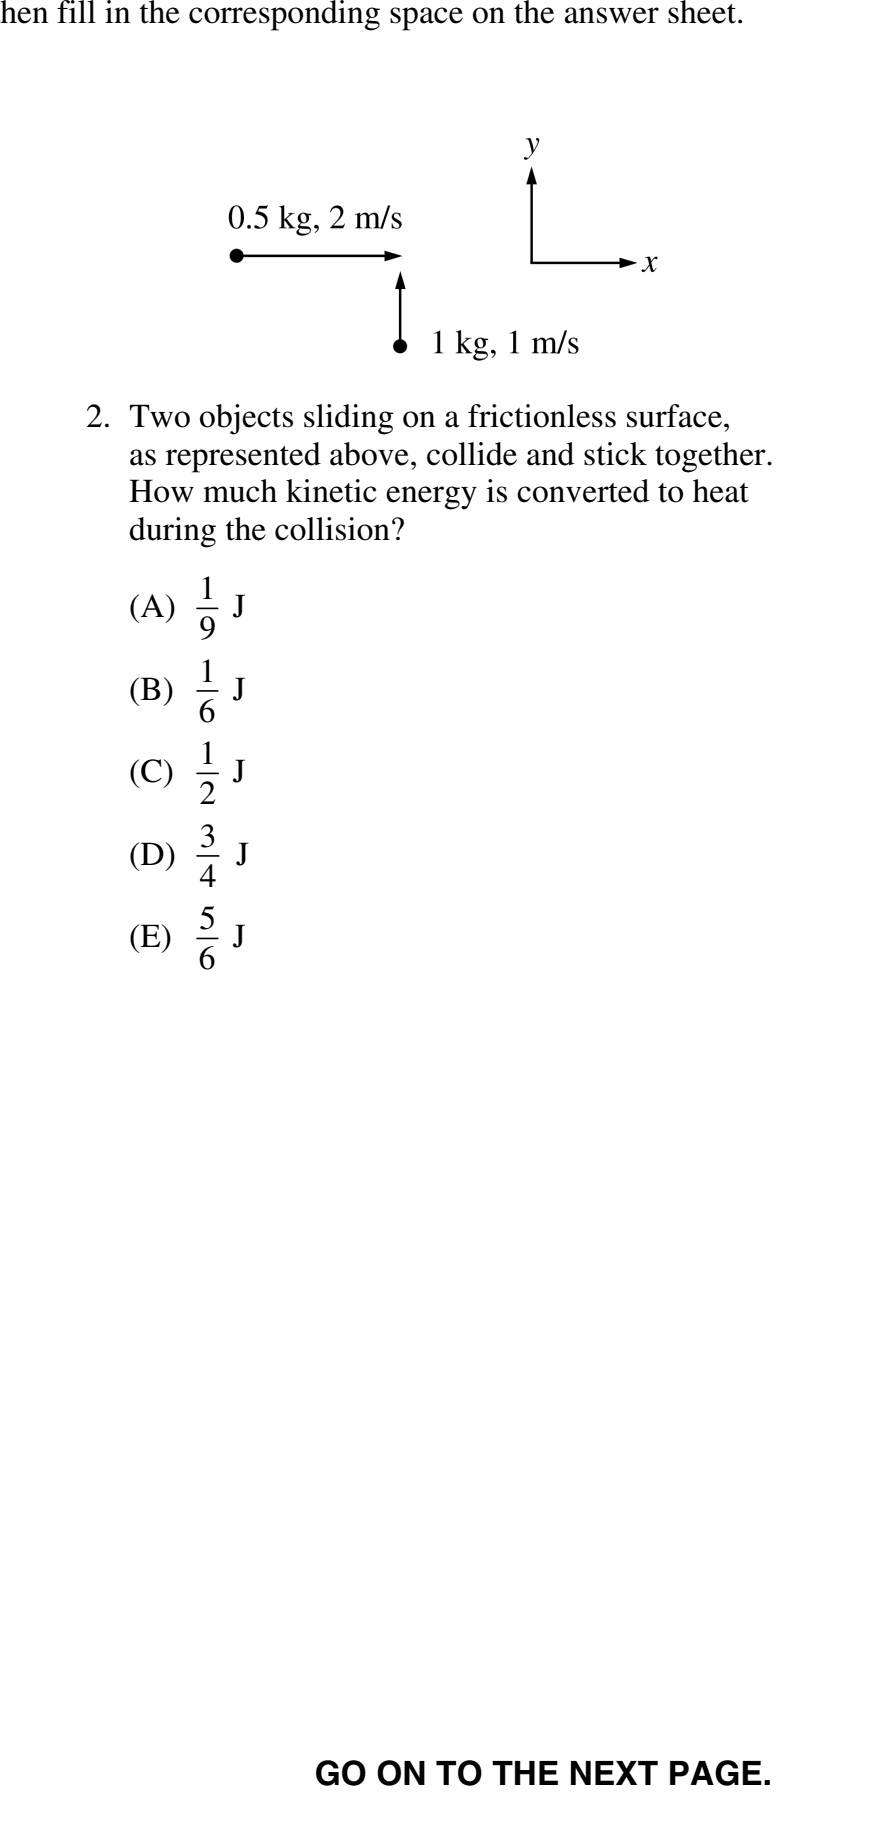 hen fill in the corresponding space on the answer sheet.
y
0.5 kg, 2 m/s
x
1 kg, 1 m/s
2. Two objects sliding on a frictionless surface,
as represented above, collide and stick together.
How much kinetic energy is converted to heat
during the collision?
(A) 1/9 J
(B) 1/6 J
(C) 1/2 J
(D) 3/4 J
(E) 5/6 J
GO ON TO THE NEXT PAGE.